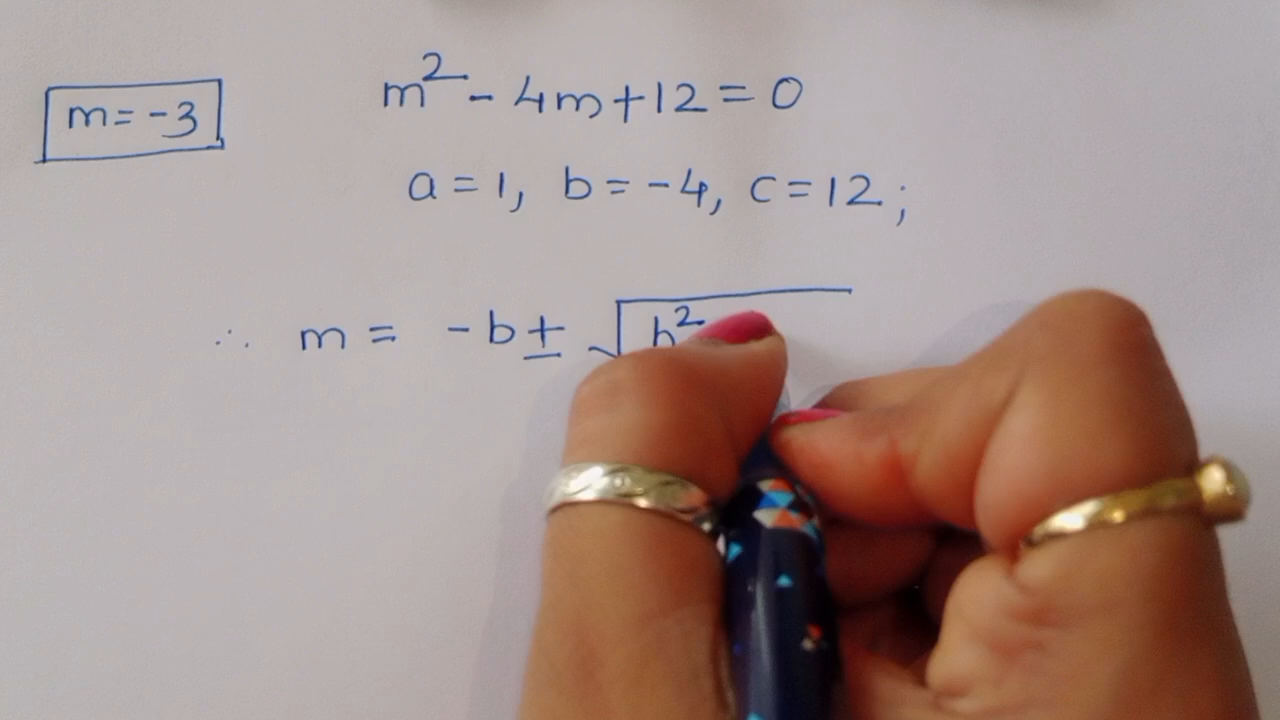 m = -3
m² - 4m + 12 = 0
a = 1, b = -4, c = 12;
∴ m = -b ± √b²